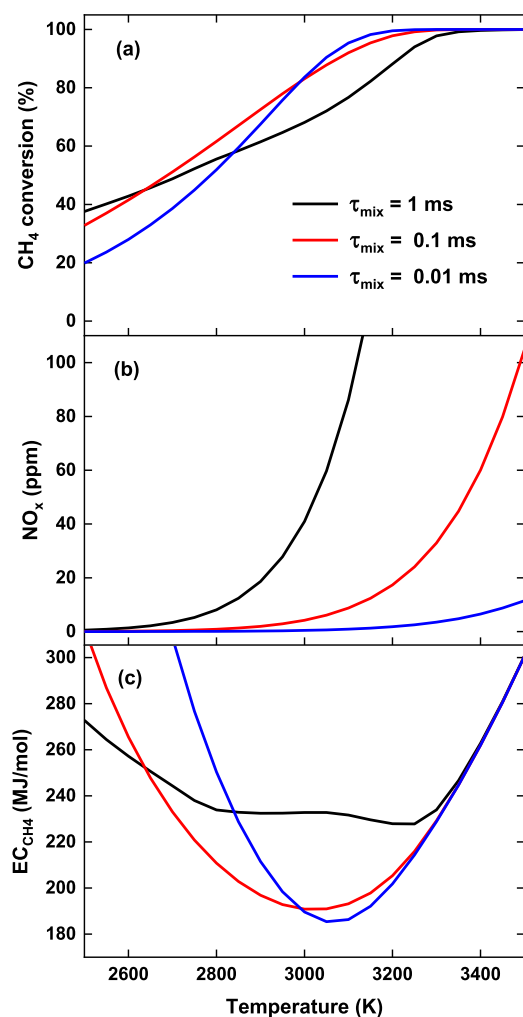 (a)
CH₄ conversion (%)
100
80
60
40
20
0
τmix = 1 ms
τmix = 0.1 ms
τmix = 0.01 ms
(b)
NOₓ (ppm)
100
80
60
40
20
0
(c)
EC_CH4 (MJ/mol)
300
280
260
240
220
200
180
2600 2800 3000 3200 3400
Temperature (K)